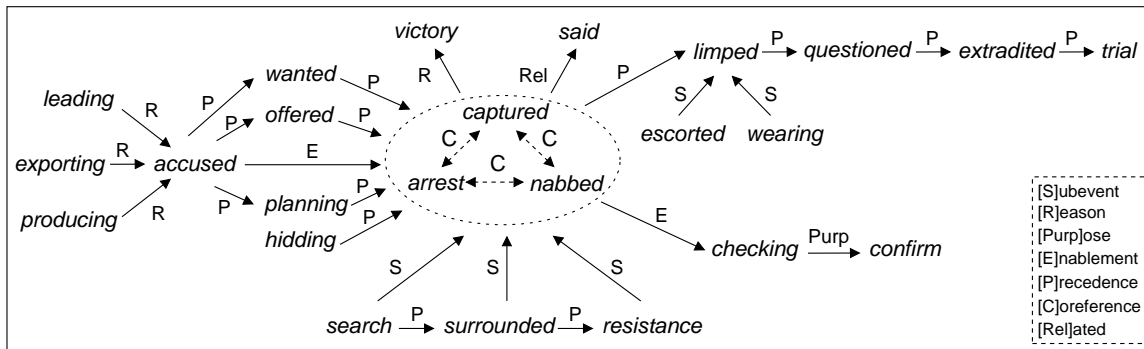 victory
said
R
Rel
P
limped
P
questioned
P
extradited
P
trial
leading
R
P
wanted
P
offered
P
P
captured
S
S
escorted
wearing
exporting
R
accused
E
C
C
C
arrest
nabbed
producing
R
P
planning
P
hidding
P
E
checking
Purp
confirm
S
S
S
search
P
surrounded
P
resistance
[S]ubevent
[R]eason
[Purp]ose
[E]nablement
[P]recedence
[C]oreference
[Rel]ated